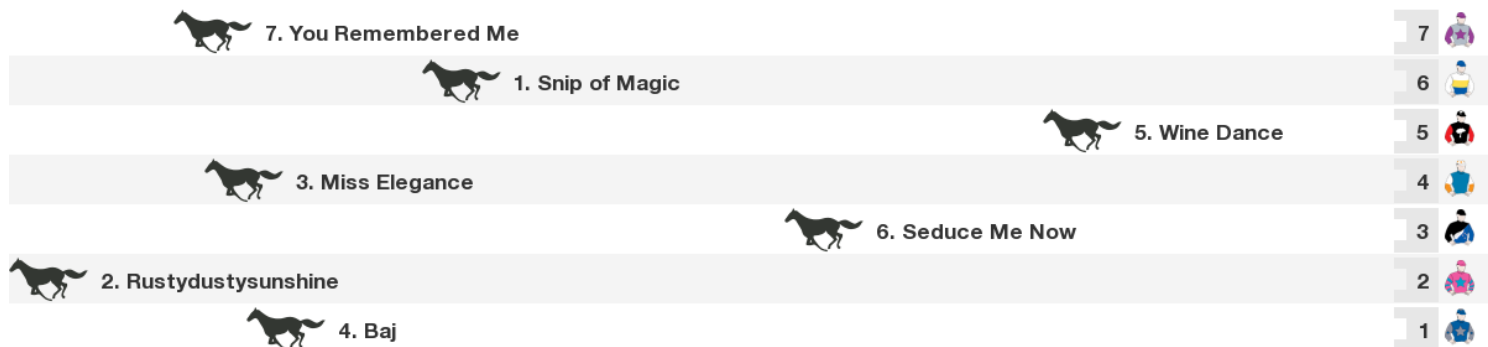 7. You Remembered Me 7
1. Snip of Magic 6
5. Wine Dance 5
3. Miss Elegance 4
6. Seduce Me Now 3
2. Rustydustysunshine 2
4. Baj 1